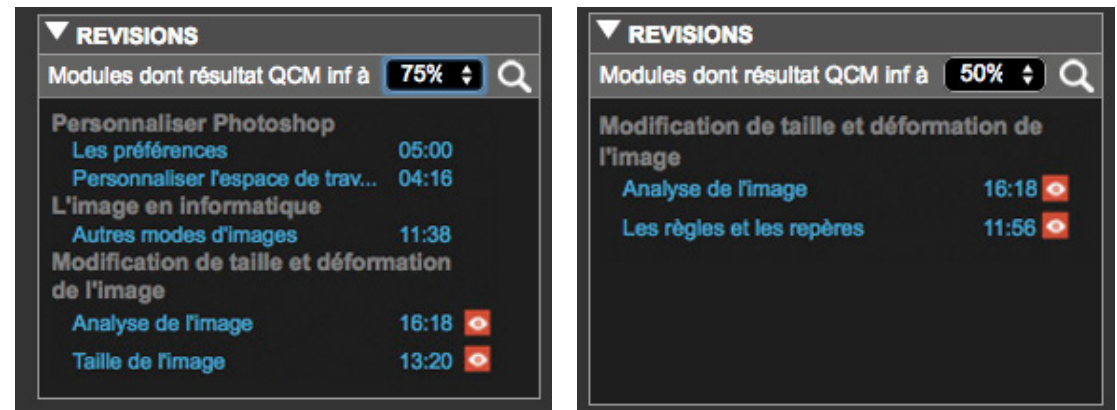 REVISIONS
Modules dont résultat QCM inf à 75%
Personnaliser Photoshop
Les préférences 05:00
Personnaliser l'espace de trav... 04:16
L'image en informatique
Autres modes d'images 11:38
Modification de taille et déformation
de l'image
Analyse de l'image 16:18
Taille de l'image 13:20
REVISIONS
Modules dont résultat QCM inf à 50%
Modification de taille et déformation de
l'image
Analyse de l'image 16:18
Les règles et les repères 11:56